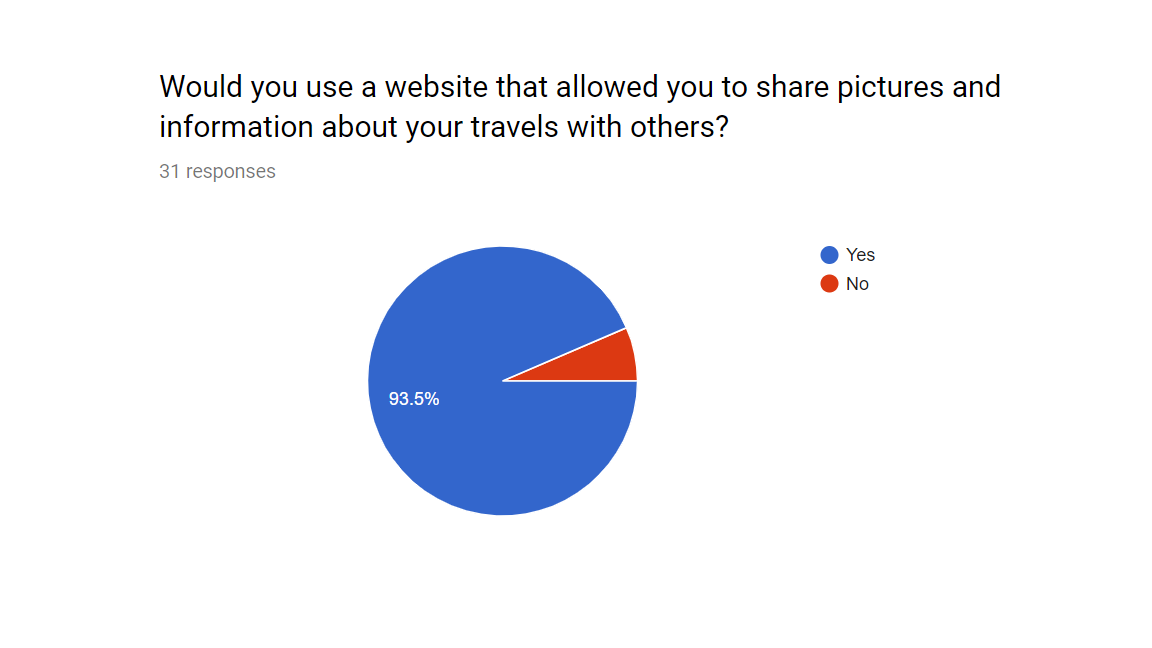 Would you use a website that allowed you to share pictures and
information about your travels with others?
31 responses
Yes
No
93.5%